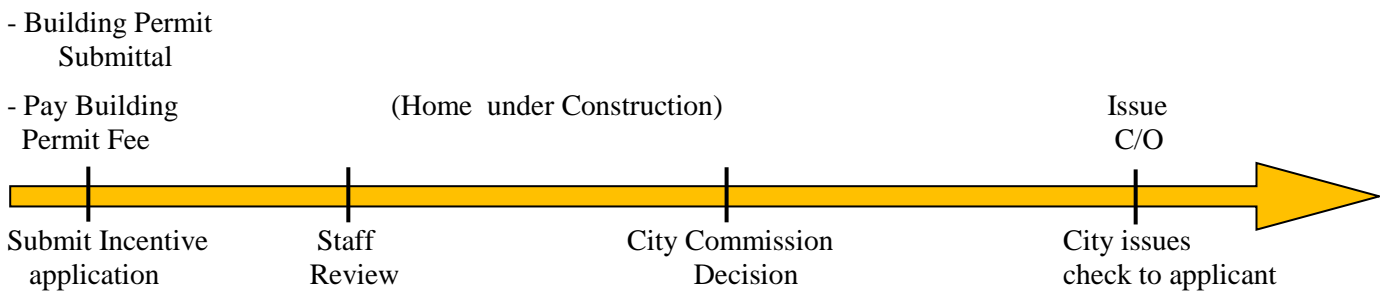 - Building Permit
Submittal
- Pay Building
Permit Fee
(Home under Construction)
Issue
C/O
Submit Incentive
application
Staff
Review
City Commission
Decision
City issues
check to applicant